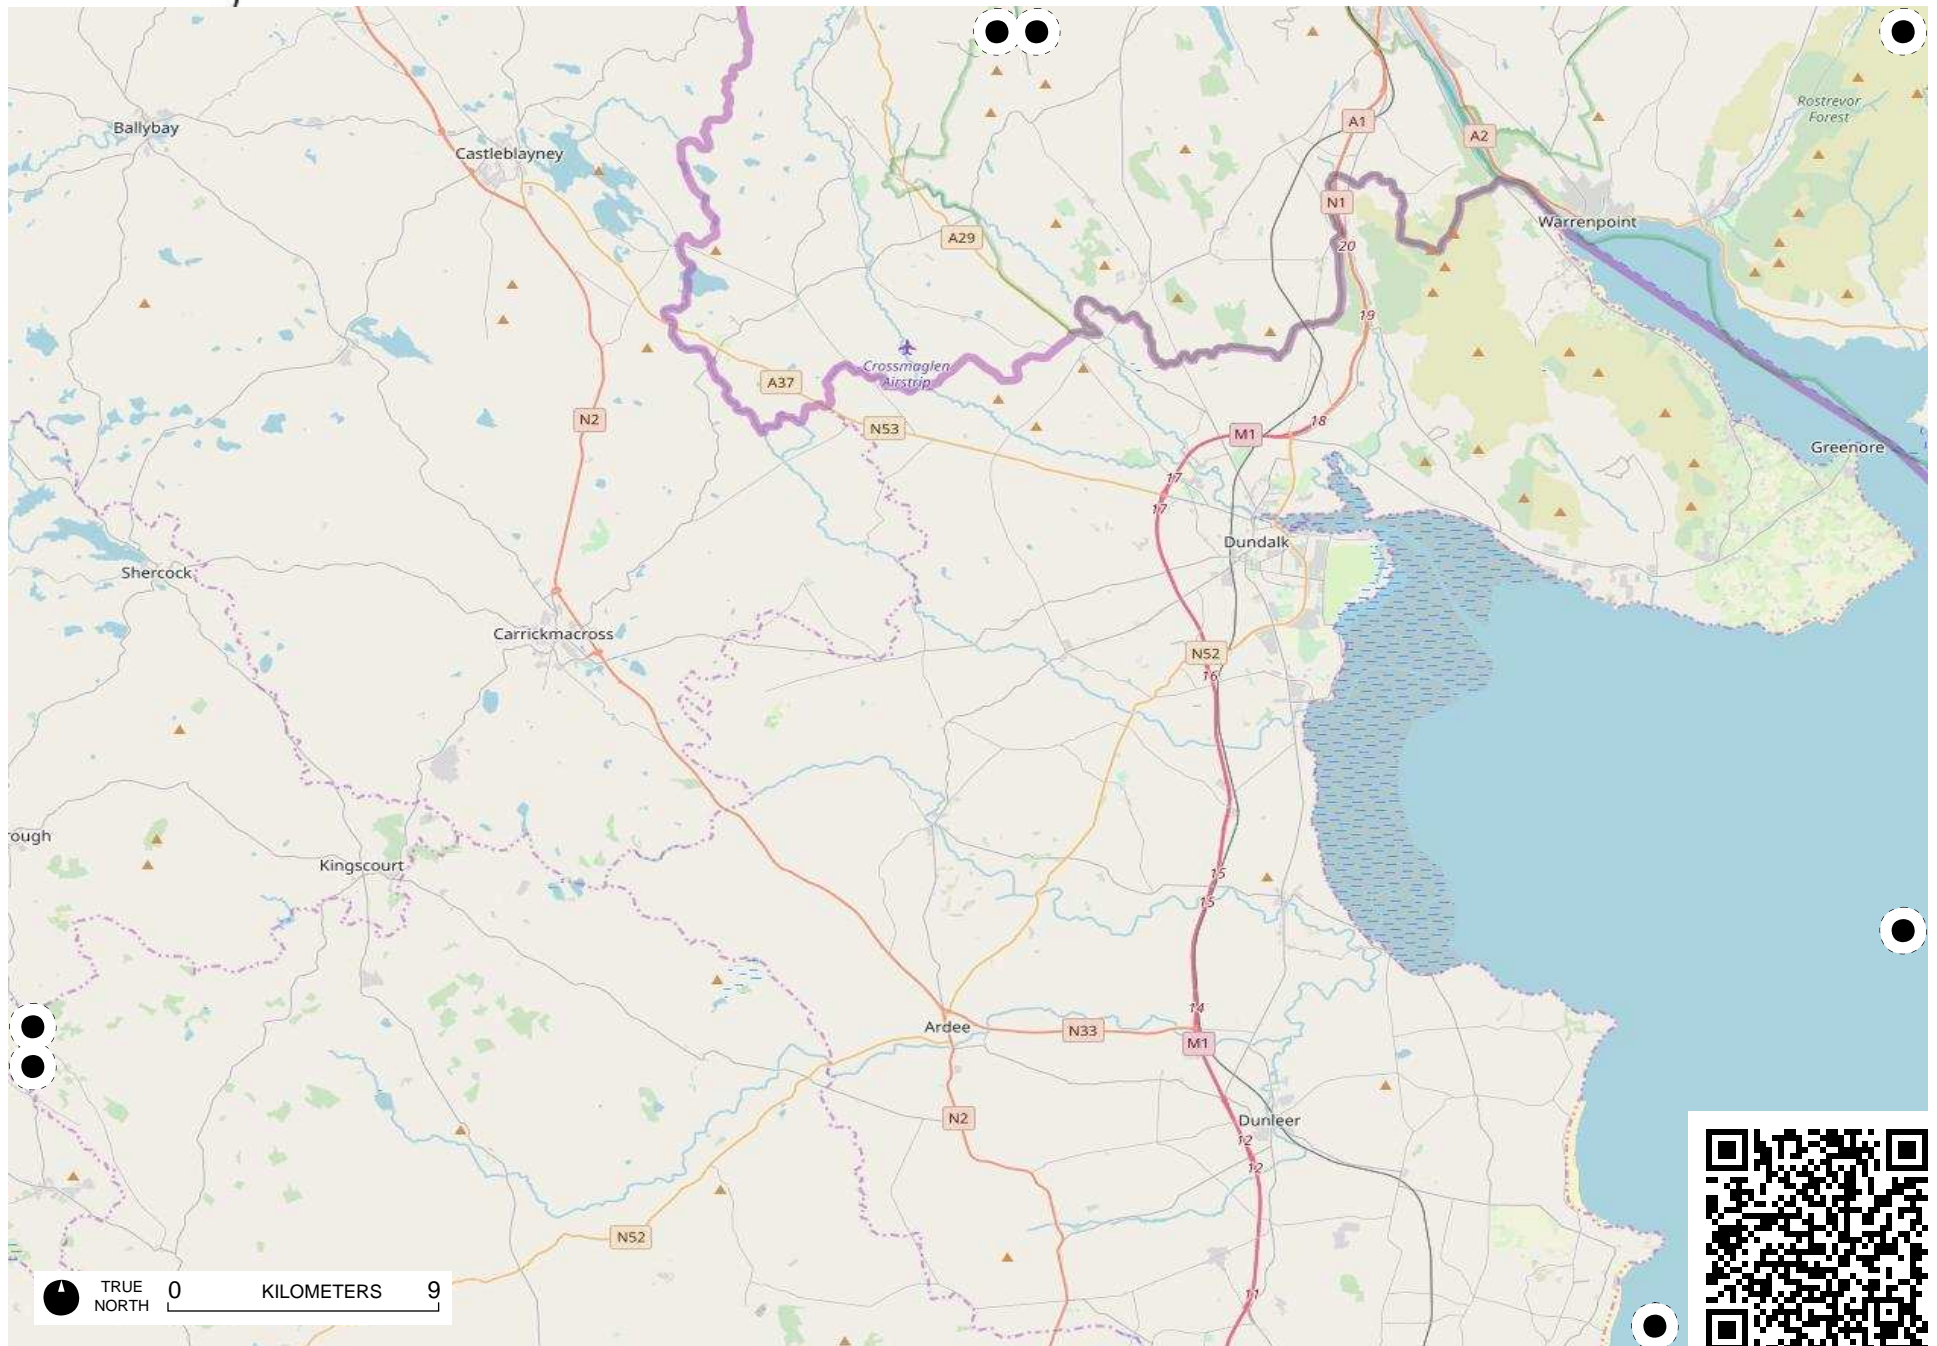 Ballybay
Castleblayney
A1
A2
Rostrevor
Forest
N1
Warrenpoint
20
A29
19
Crossmaglen
Airstrip
A37
N2
N53
M1
18
Greenore
17
17
Dundalk
Shercock
Carrickmacross
N52
16
rough
Kingscourt
15
15
14
Ardee
N33
M1
N2
Dunleer
12
12
N52
11
TRUE
NORTH
0 KILOMETERS 9